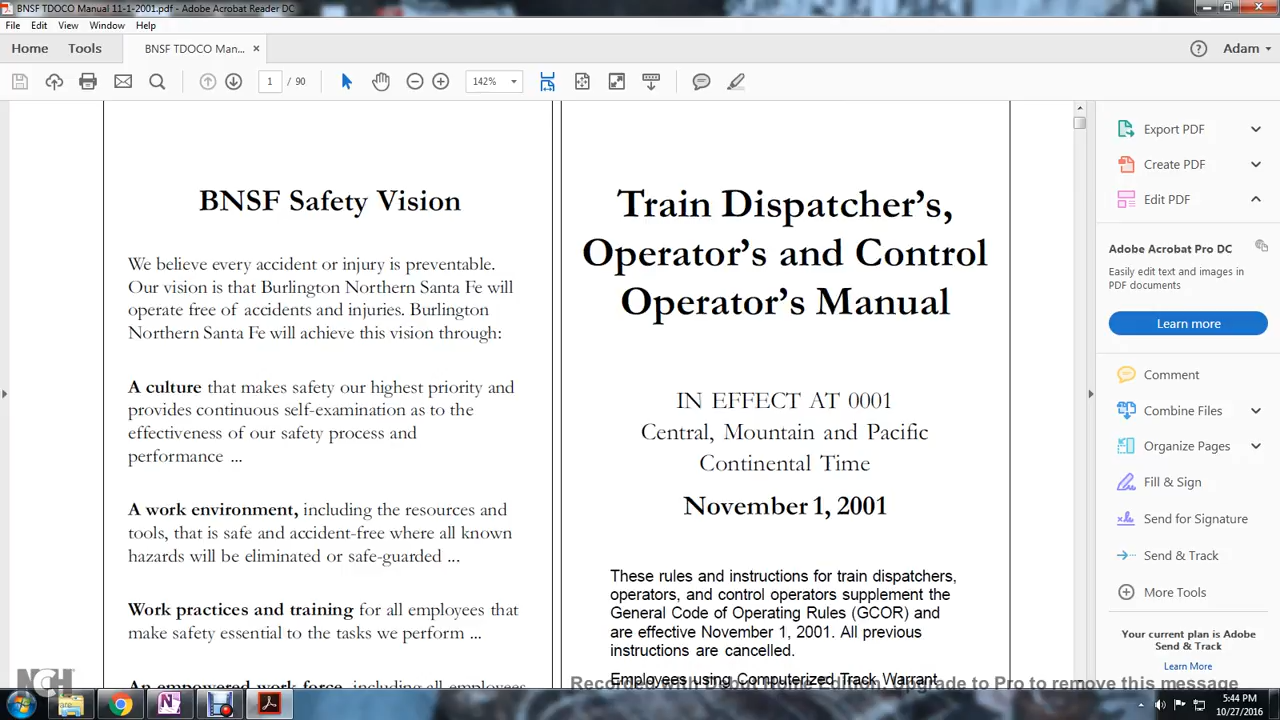 BNSF TDOCO Manual 11-1-2001.pdf - Adobe Acrobat Reader DC
File Edit View Window Help
Home Tools BNSF TDOCO Man... × Adam
1 / 90 142%
BNSF Safety Vision
We believe every accident or injury is preventable.
Our vision is that Burlington Northern Santa Fe will
operate free of accidents and injuries. Burlington
Northern Santa Fe will achieve this vision through:
A culture that makes safety our highest priority and
provides continuous self-examination as to the
effectiveness of our safety process and
performance ...
A work environment, including the resources and
tools, that is safe and accident-free where all known
hazards will be eliminated or safe-guarded ...
Work practices and training for all employees that
make safety essential to the tasks we perform ...
An empowered work force, including all employees
Train Dispatcher's,
Operator's and Control
Operator's Manual
IN EFFECT AT 0001
Central, Mountain and Pacific
Continental Time
November 1, 2001
These rules and instructions for train dispatchers,
operators, and control operators supplement the
General Code of Operating Rules (GCOR) and
are effective November 1, 2001. All previous
instructions are cancelled.
Employees using Computerized Track Warrant
Export PDF
Create PDF
Edit PDF
Adobe Acrobat Pro DC
Easily edit text and images in
PDF documents
Learn more
Comment
Combine Files
Organize Pages
Fill & Sign
Send for Signature
Send & Track
More Tools
Your current plan is Adobe
Send & Track
Learn More
NCH
upgrade to Pro to remove this message
5:44 PM
10/27/2016